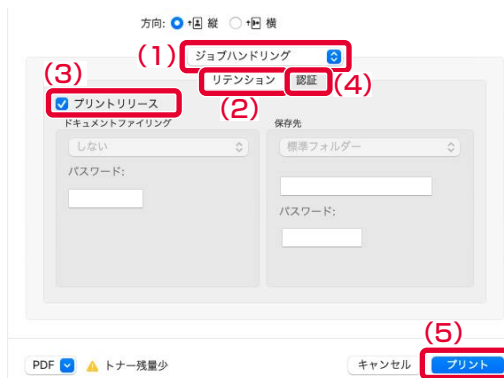 方向: 縦 横
(1) ジョブハンドリング
(2) リテンション 認証 (4)
(3) プリントリリース
ドキュメントファイリング 保存先
しない 標準フォルダー
パスワード:
パスワード:
(5)
PDF トナー残量少 キャンセル プリント